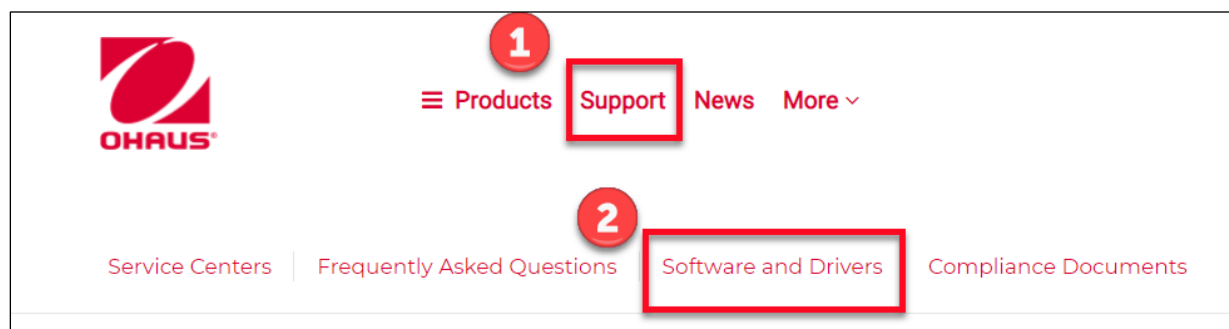 1
☰ Products Support News More
OHAUS®
2
Service Centers Frequently Asked Questions Software and Drivers Compliance Documents